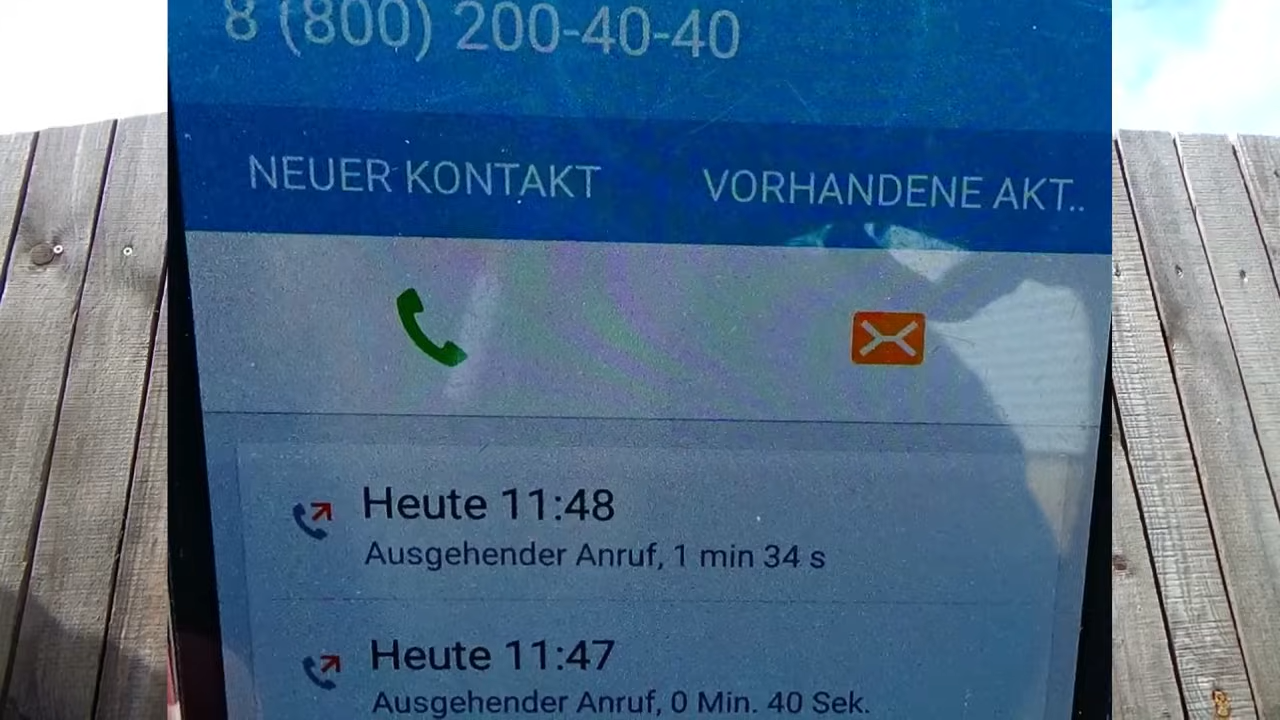 8 (800) 200-40-40
NEUER KONTAKT
VORHANDENE AKT..
Heute 11:48
Ausgehender Anruf, 1 min 34 s
Heute 11:47
Ausgehender Anruf, 0 Min. 40 Sek.